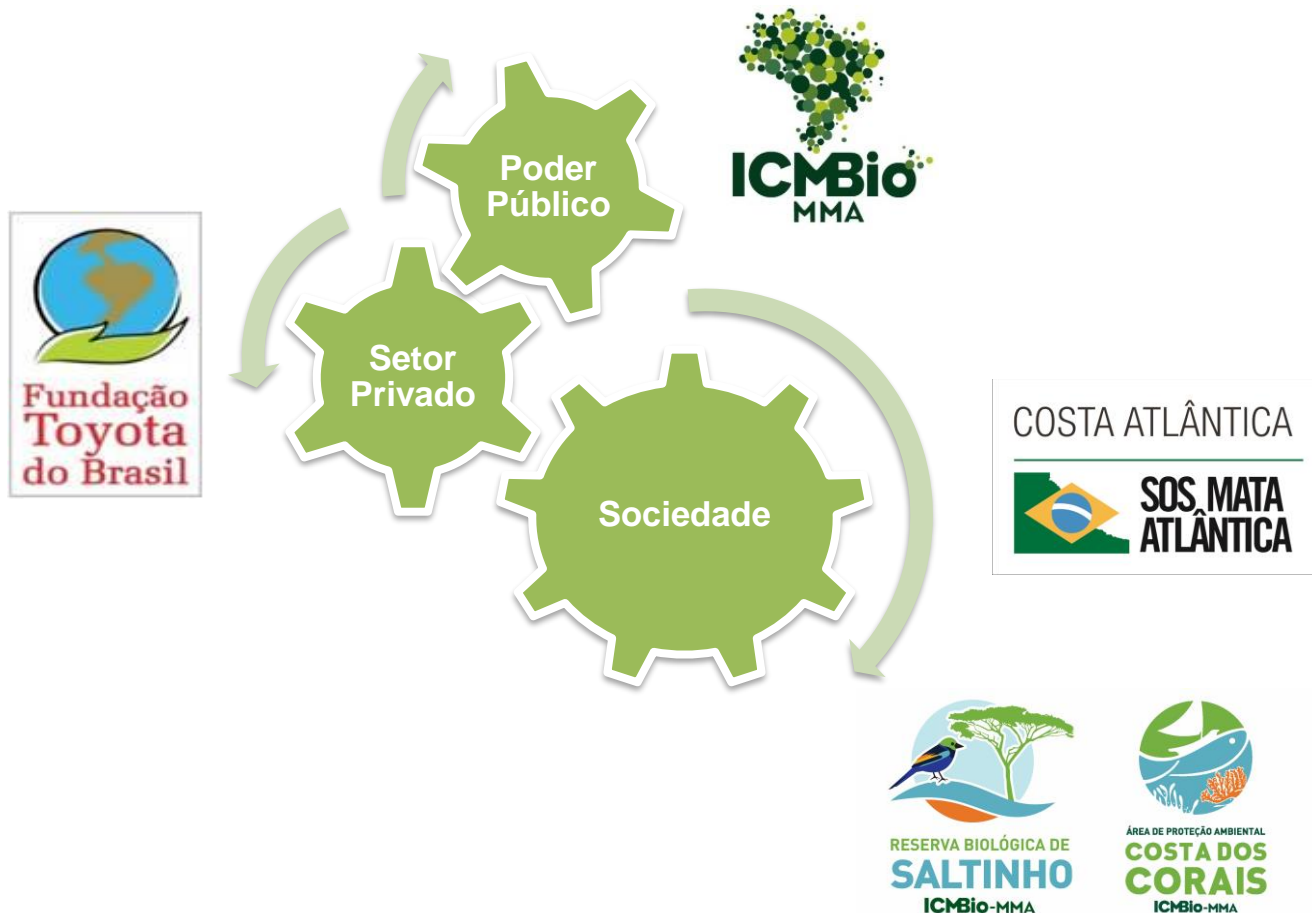 ICMBio
MMA
Poder
Público
Fundação
Toyota
do Brasil
Setor
Privado
COSTA ATLÂNTICA
SOS MATA
ATLÂNTICA
Sociedade
RESERVA BIOLÓGICA DE
SALTINHO
ICMBio-MMA
ÁREA DE PROTEÇÃO AMBIENTAL
COSTA DOS
CORAIS
ICMBio-MMA